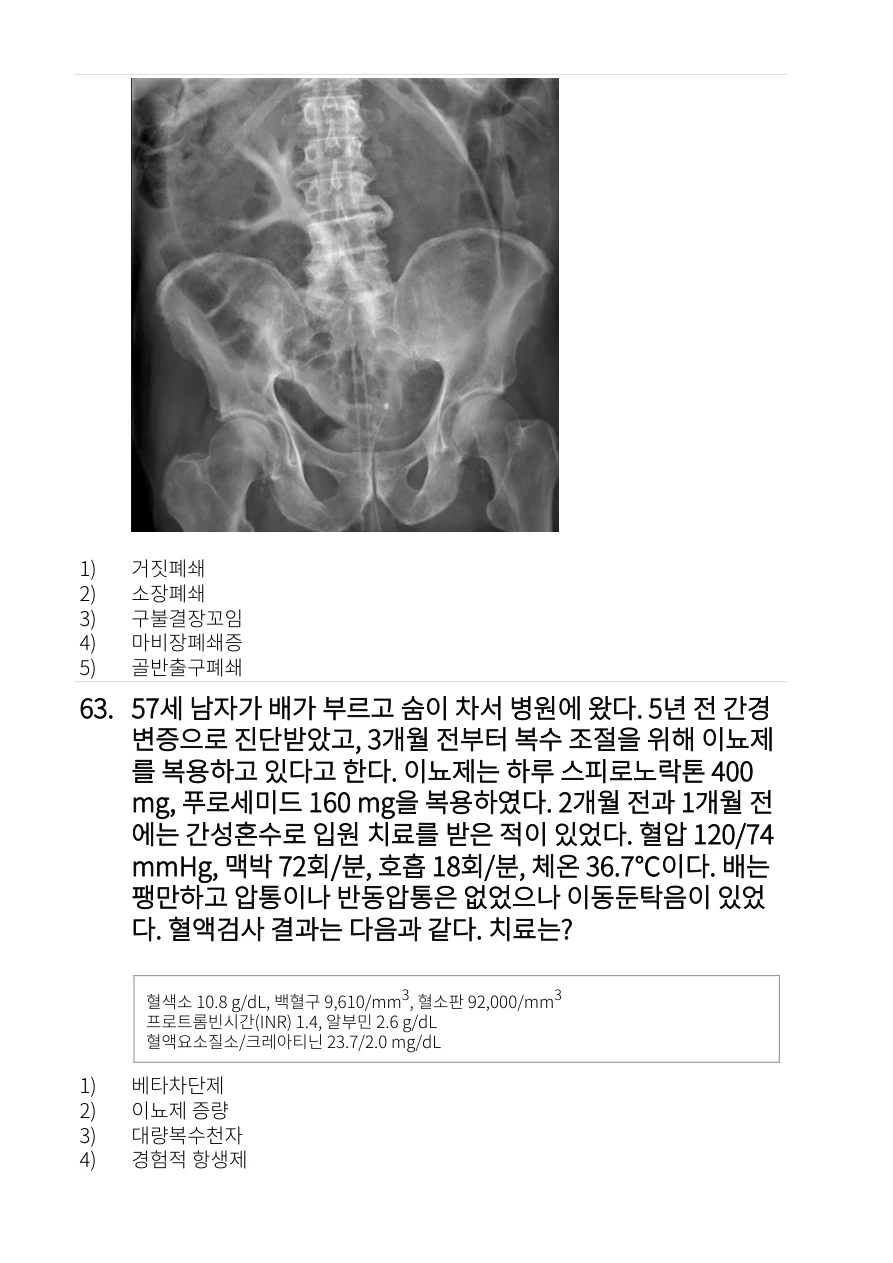 1) 거짓폐쇄
2) 소장폐쇄
3) 구불결장꼬임
4) 마비장폐쇄증
5) 골반출구폐쇄
63. 57세 남자가 배가 부르고 숨이 차서 병원에 왔다. 5년 전 간경
변증으로 진단받았고, 3개월 전부터 복수 조절을 위해 이뇨제
를 복용하고 있다고 한다. 이뇨제는 하루 스피로노락톤 400
mg, 푸로세미드 160 mg을 복용하였다. 2개월 전과 1개월 전
에는 간성혼수로 입원 치료를 받은 적이 있었다. 혈압 120/74
mmHg, 맥박 72회/분, 호흡 18회/분, 체온 36.7℃이다. 배는
팽만하고 압통이나 반동압통은 없었으나 이동둔탁음이 있었
다. 혈액검사 결과는 다음과 같다. 치료는?
혈색소 10.8 g/dL, 백혈구 9,610/mm³, 혈소판 92,000/mm³
프로트롬빈시간(INR) 1.4, 알부민 2.6 g/dL
혈액요소질소/크레아티닌 23.7/2.0 mg/dL
1) 베타차단제
2) 이뇨제 증량
3) 대량복수천자
4) 경험적 항생제